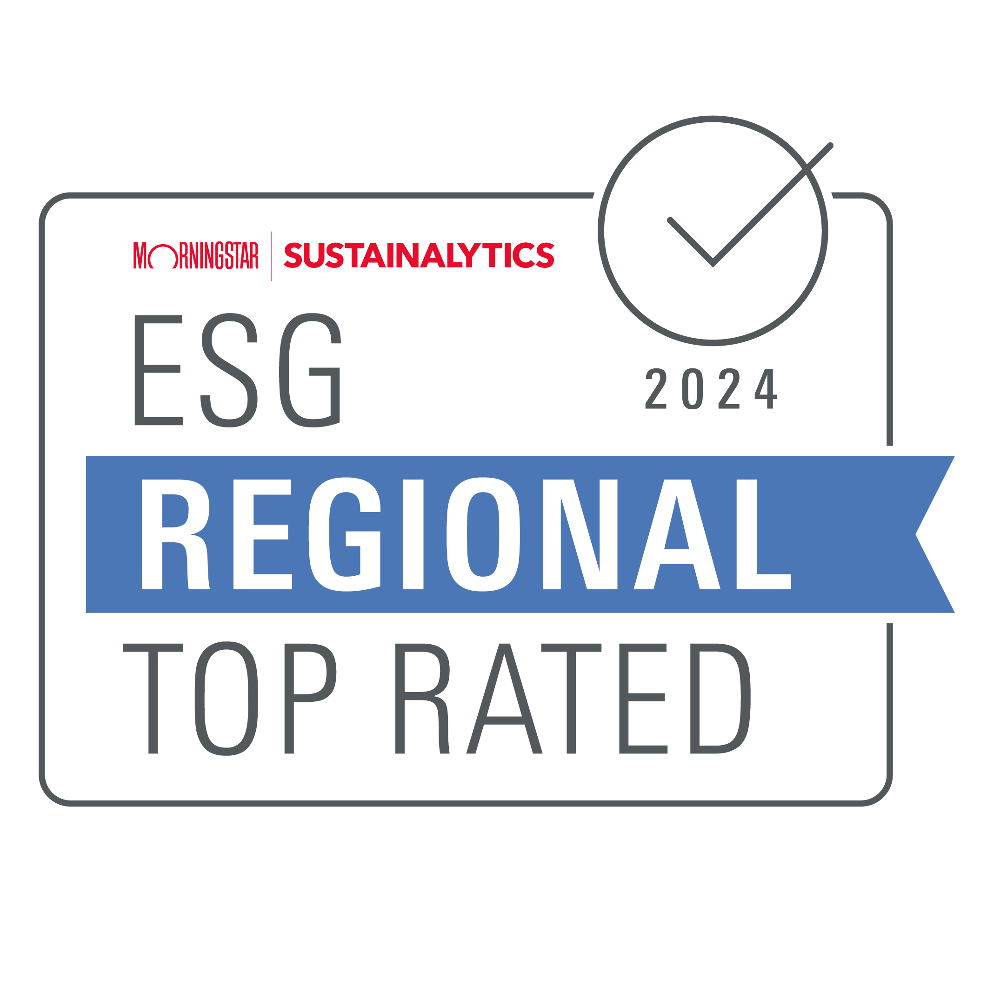 MORNINGSTAR | SUSTAINALYTICS
ESG
2024
REGIONAL
TOP RATED